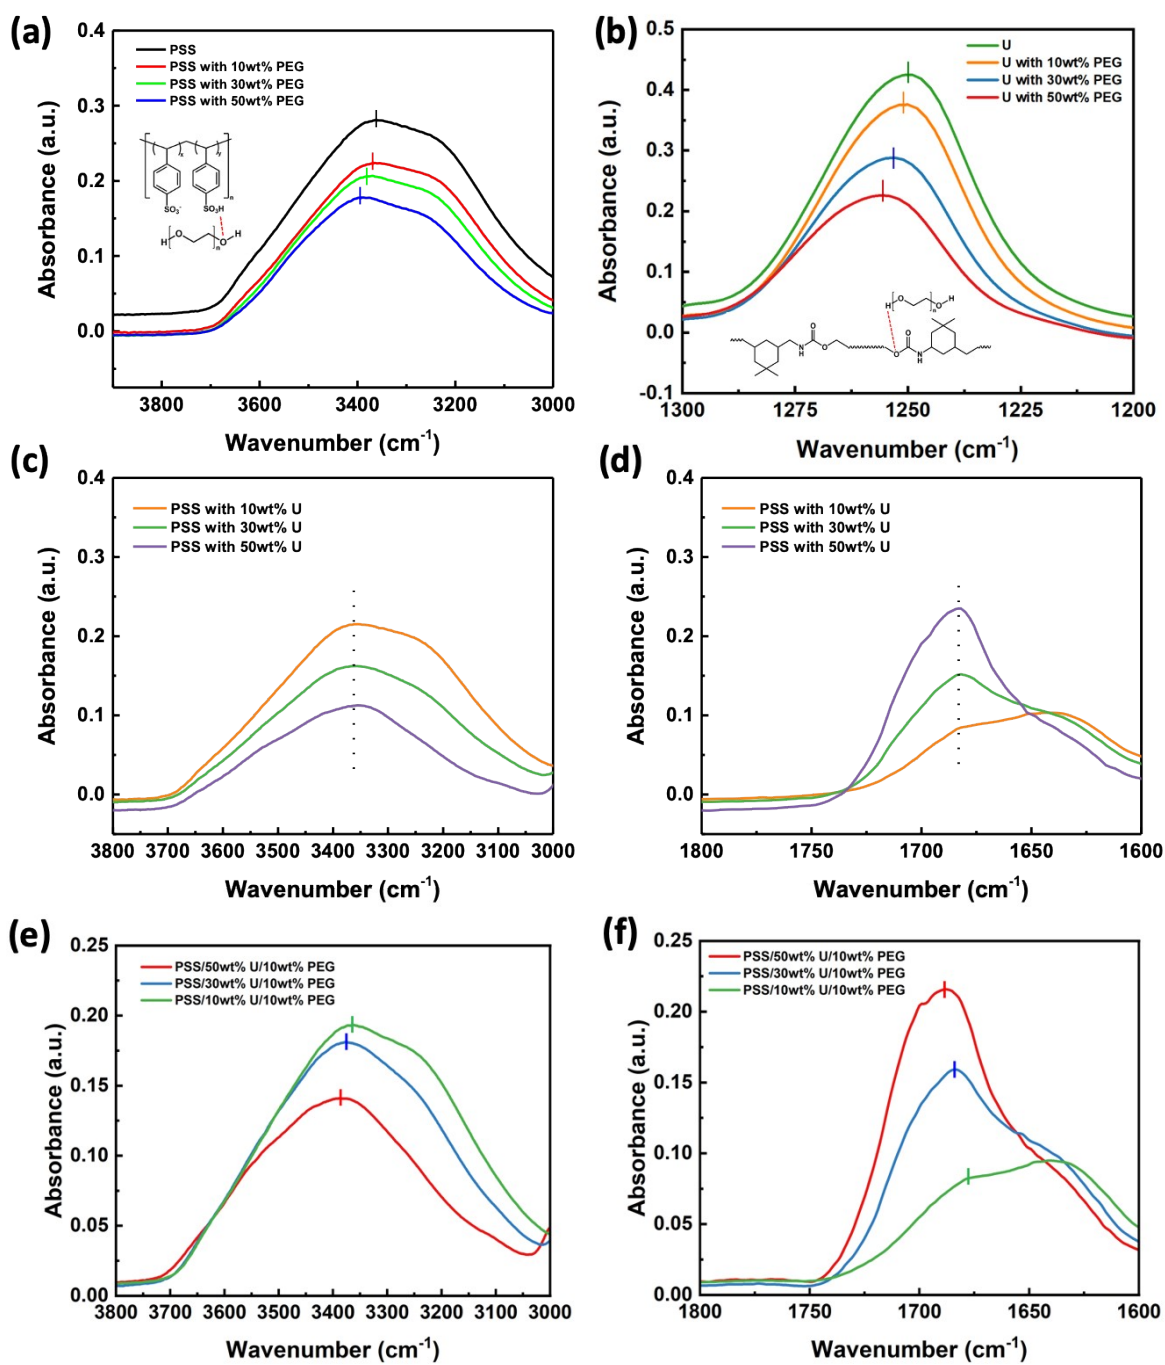 (a)
0.4
0.3
0.2
0.1
0.0
Absorbance (a.u.)
PSS
PSS with 10wt% PEG
PSS with 30wt% PEG
PSS with 50wt% PEG
x
y
n
SO3-
SO3H
H
O
n
O
H
3800
3600
3400
3200
3000
Wavenumber (cm-1)
(b)
0.5
0.4
0.3
0.2
0.1
0.0
-0.1
Absorbance (a.u.)
U
U with 10wt% PEG
U with 30wt% PEG
U with 50wt% PEG
H
O
n
O
H
N
H
O
O
O
O
N
H
1300
1275
1250
1225
1200
Wavenumber (cm-1)
(c)
0.4
0.3
0.2
0.1
0.0
Absorbance (a.u.)
PSS with 10wt% U
PSS with 30wt% U
PSS with 50wt% U
3800 3700 3600 3500 3400 3300 3200 3100 3000
Wavenumber (cm-1)
(d)
0.4
0.3
0.2
0.1
0.0
Absorbance (a.u.)
PSS with 10wt% U
PSS with 30wt% U
PSS with 50wt% U
1800
1750
1700
1650
1600
Wavenumber (cm-1)
(e)
0.25
0.20
0.15
0.10
0.05
0.00
Absorbance (a.u.)
PSS/50wt% U/10wt% PEG
PSS/30wt% U/10wt% PEG
PSS/10wt% U/10wt% PEG
3800 3700 3600 3500 3400 3300 3200 3100 3000
Wavenumber (cm-1)
(f)
0.25
0.20
0.15
0.10
0.05
0.00
Absorbance (a.u.)
PSS/50wt% U/10wt% PEG
PSS/30wt% U/10wt% PEG
PSS/10wt% U/10wt% PEG
1800
1750
1700
1650
1600
Wavenumber (cm-1)